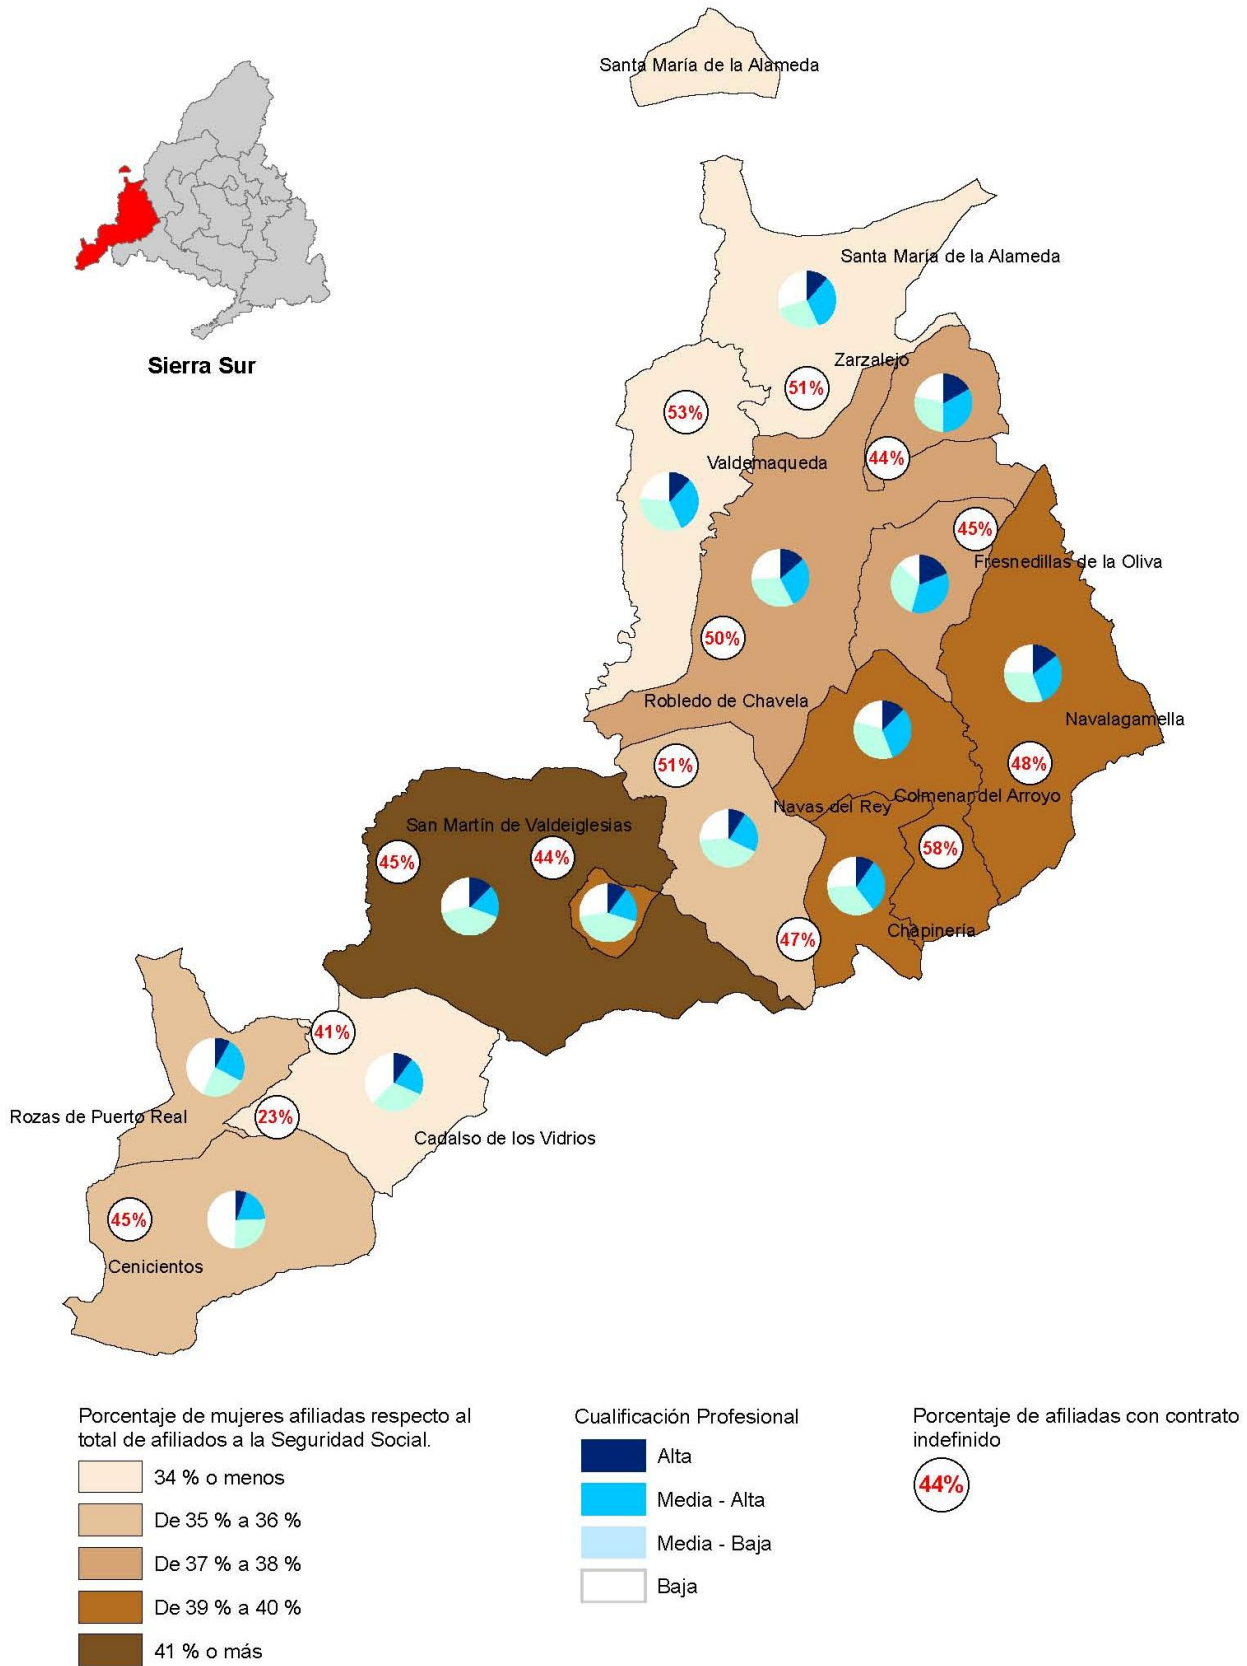 Santa María de la Alameda
Sierra Sur
Santa María de la Alameda
Zarzalejo
51%
53%
Valdemaqueda
44%
45%
Fresnedillas de la Oliva
50%
Robledo de Chavela
Navalagamella
51%
48%
Navas del Rey
Colmenar del Arroyo
San Martín de Valdeiglesias
45%
44%
58%
47%
Chapinería
41%
Rozas de Puerto Real
23%
Cadalso de los Vidrios
45%
Cenicientos
Porcentaje de mujeres afiliadas respecto al
total de afiliados a la Seguridad Social.
34 % o menos
De 35 % a 36 %
De 37 % a 38 %
De 39 % a 40 %
41 % o más
Cualificación Profesional
Alta
Media - Alta
Media - Baja
Baja
Porcentaje de afiliadas con contrato
indefinido
44%